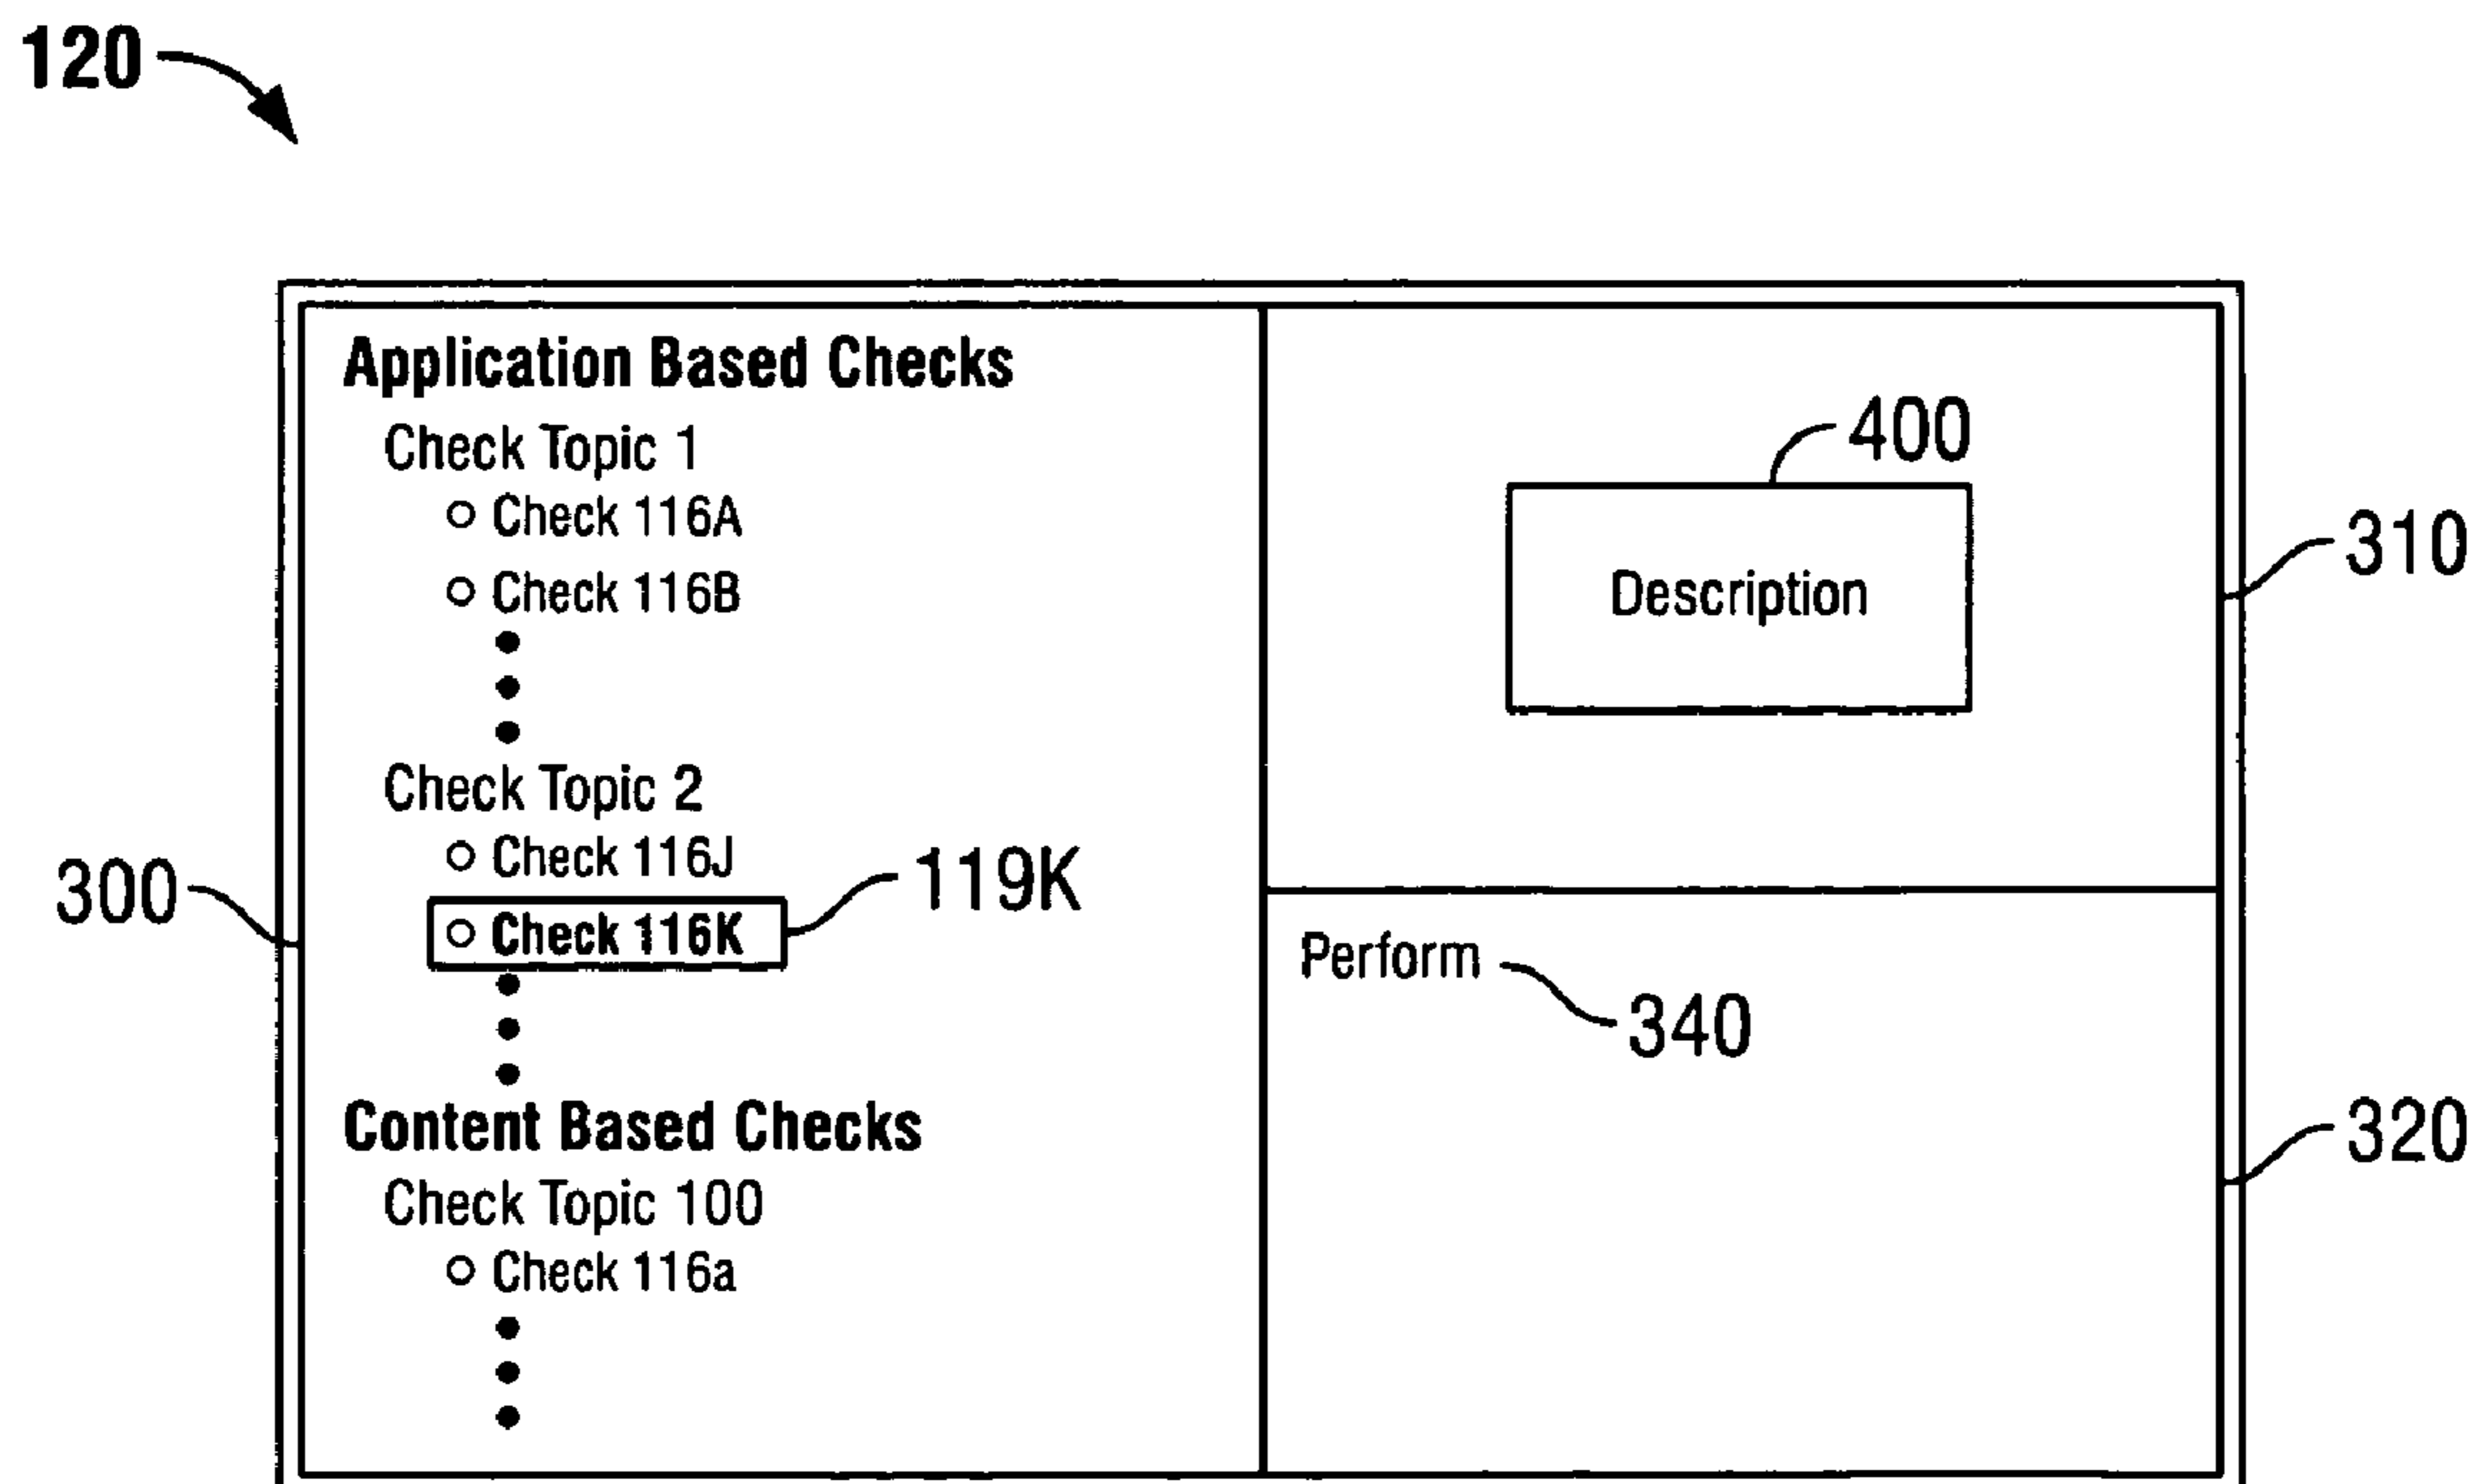 120
Application Based Checks
Check Topic 1
Check 116A
Check 116B
Check Topic 2
Check 116J
Check 116K
119K
300
Content Based Checks
Check Topic 100
Check 116a
400
Description
310
Perform
340
320